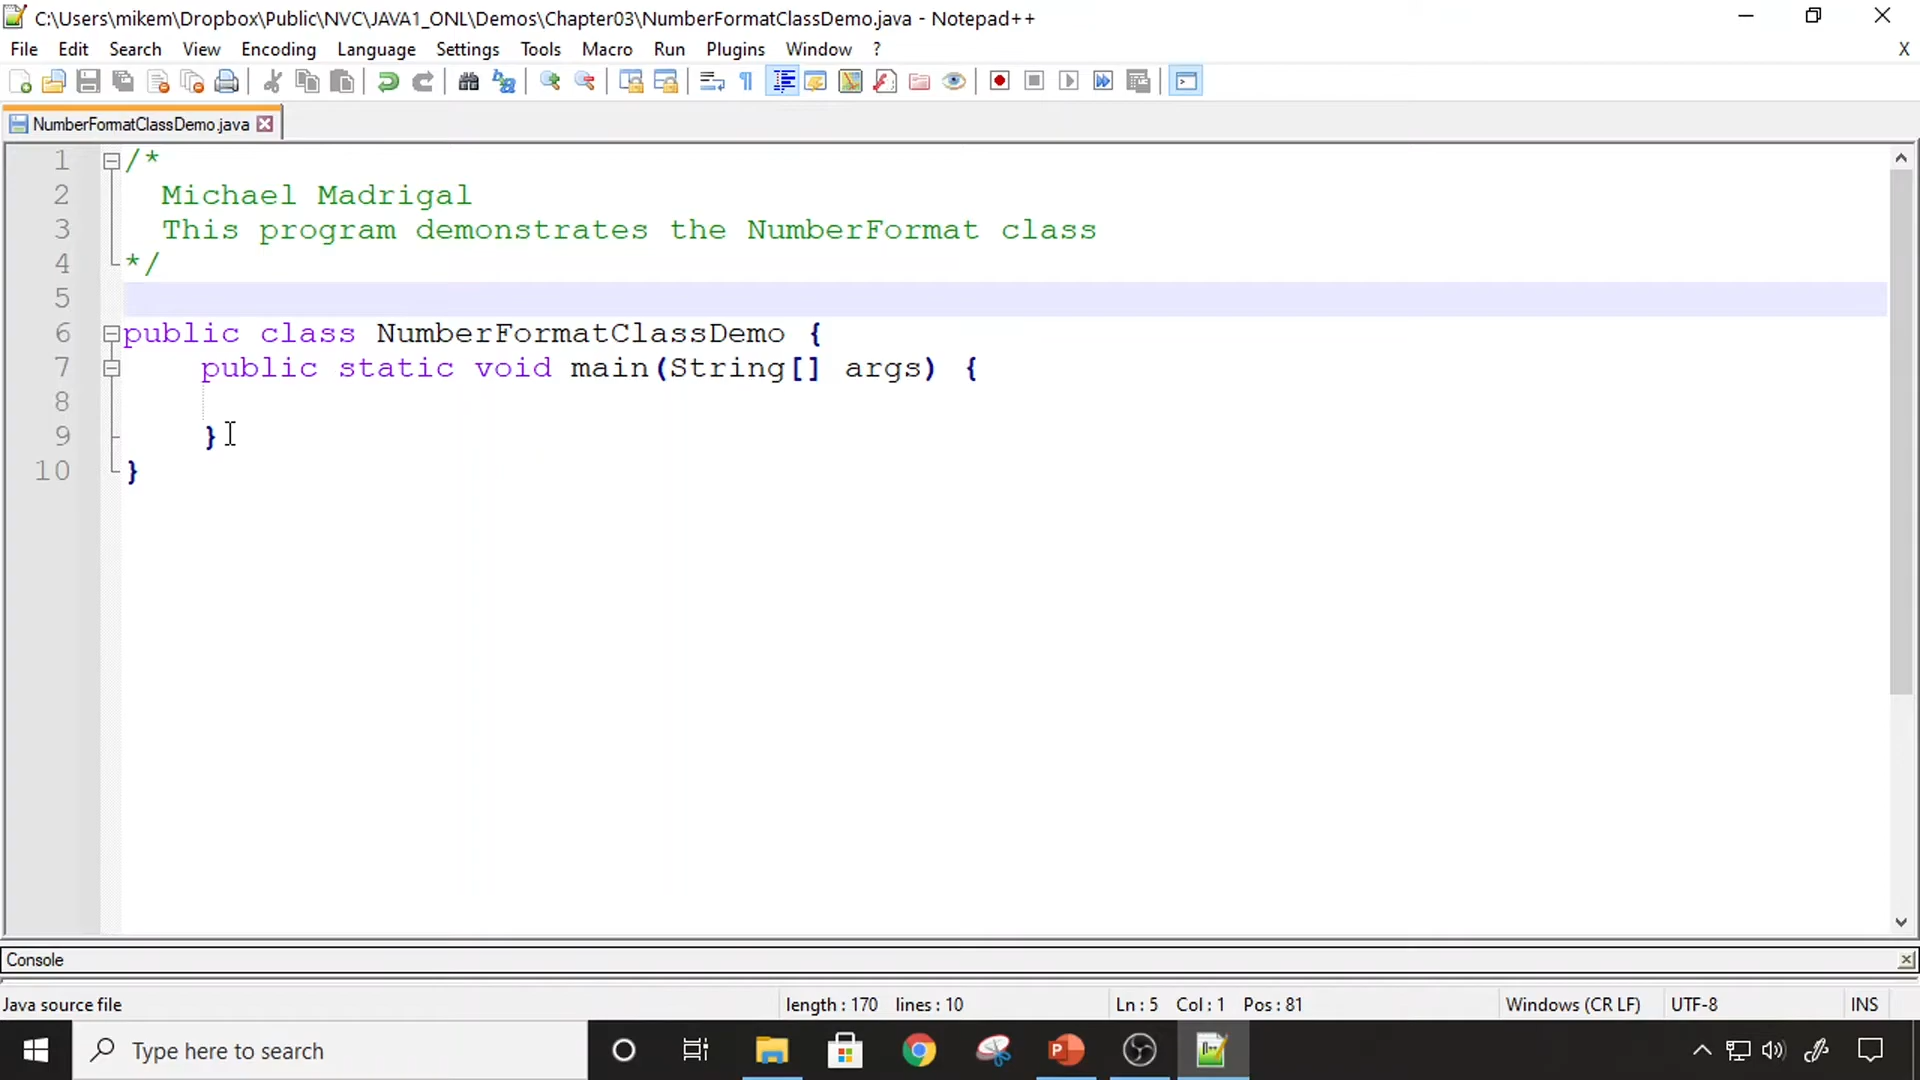 C:\Users\mikem\Dropbox\Public\NVC\JAVA1_ONL\Demos\Chapter03\NumberFormatClassDemo.java - Notepad++
File Edit Search View Encoding Language Settings Tools Macro Run Plugins Window ? X
NumberFormatClassDemo.java
1 /*
2 Michael Madrigal
3 This program demonstrates the NumberFormat class
4 */
5
6 public class NumberFormatClassDemo {
7 public static void main(String[] args) {
8
9 }
10 }
Console
Java source file length : 170 lines : 10 Ln : 5 Col : 1 Pos : 81 Windows (CR LF) UTF-8 INS
Type here to search